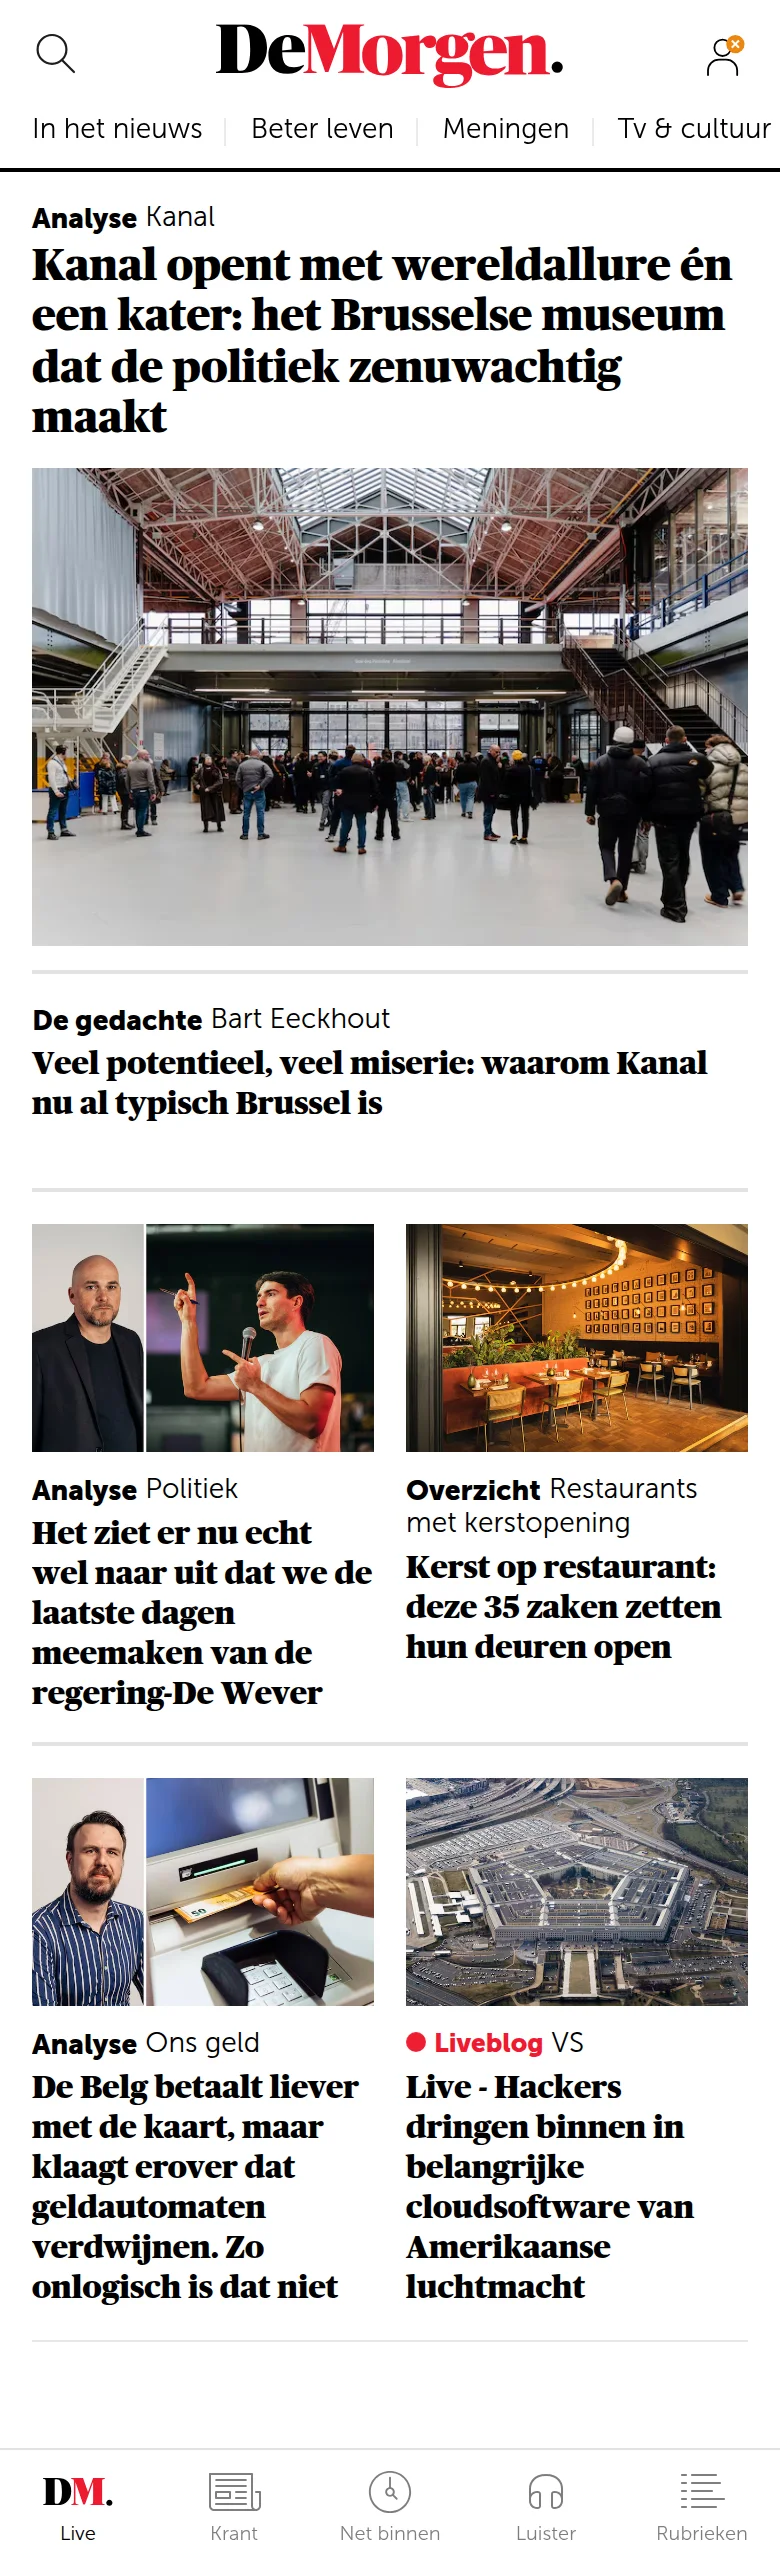 DeMorgen.
In het nieuws
Beter leven
Meningen
Tv & cultuur
Analyse Kanal
Kanal opent met wereldallure én
een kater: het Brusselse museum
dat de politiek zenuwachtig
maakt
De gedachte Bart Eeckhout
Veel potentieel, veel miserie: waarom Kanal
nu al typisch Brussel is
Analyse Politiek
Het ziet er nu echt
wel naar uit dat we de
laatste dagen
meemaken van de
regering-De Wever
Overzicht Restaurants
met kerstopening
Kerst op restaurant:
deze 35 zaken zetten
hun deuren open
50
Analyse Ons geld
De Belg betaalt liever
met de kaart, maar
klaagt erover dat
geldautomaten
verdwijnen. Zo
onlogisch is dat niet
Liveblog VS
Live - Hackers
dringen binnen in
belangrijke
cloudsoftware van
Amerikaanse
luchtmacht
DM.
Live
Krant
Net binnen
Luister
Rubrieken